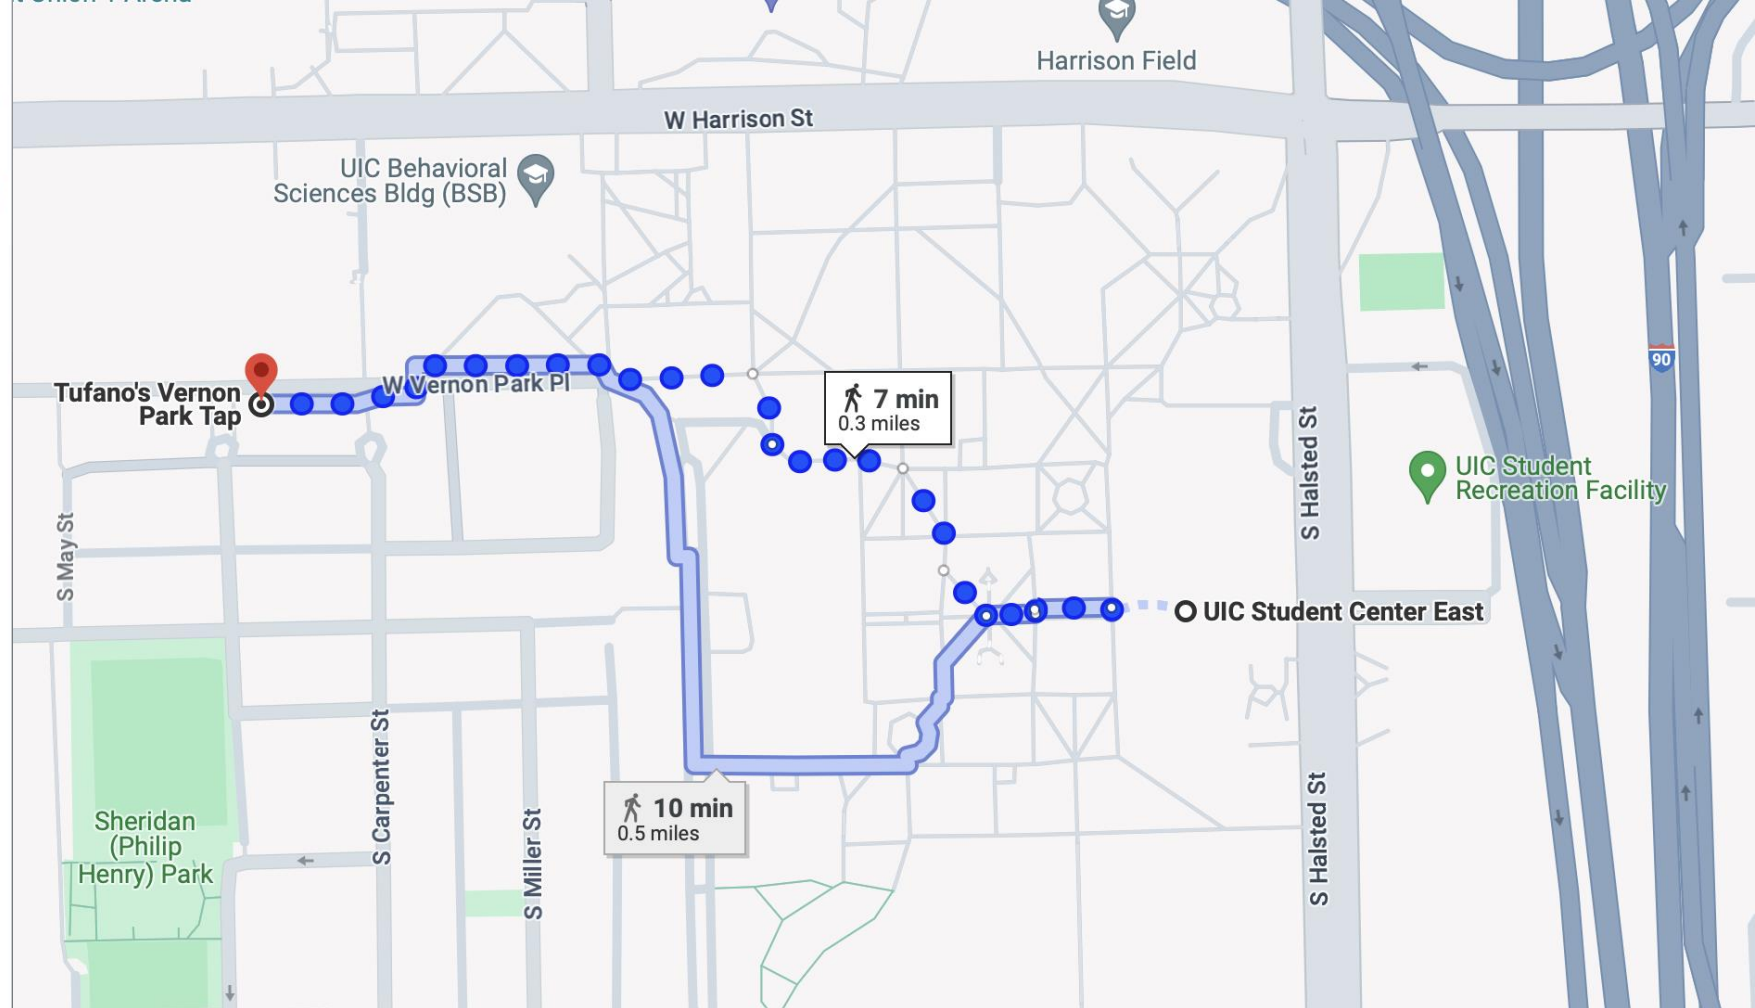 Harrison Field
W Harrison St
UIC Behavioral
Sciences Bldg (BSB)
90
Tufano's Vernon
Park Tap
W Vernon Park Pl
7 min
0.3 miles
S Halsted St
UIC Student
Recreation Facility
S May St
UIC Student Center East
10 min
0.5 miles
S Carpenter St
S Miller St
S Halsted St
Sheridan
(Philip
Henry) Park